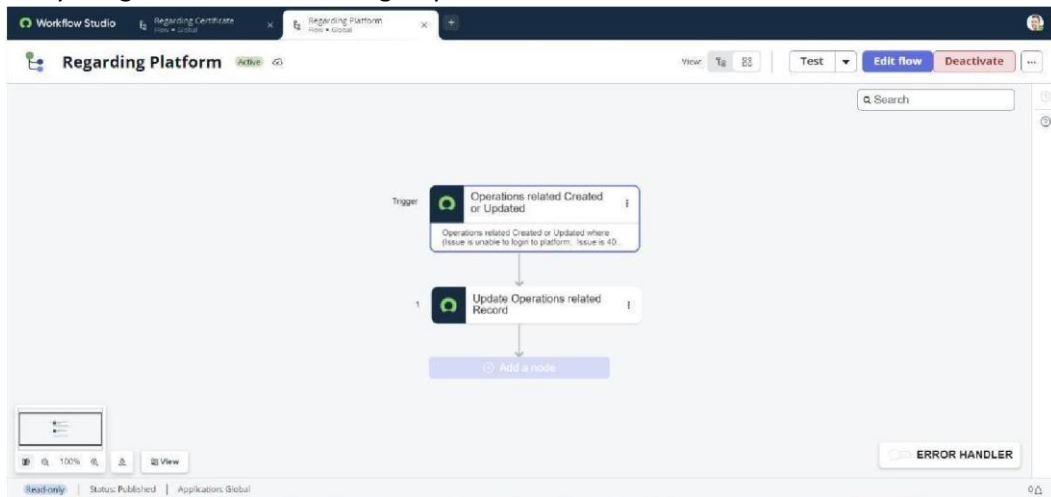 Workflow Studio
Regarding Certificate
Flow • Global
Regarding Platform
Flow • Global
Regarding Platform
Active
View:
Test
Edit flow
Deactivate
Search
Trigger
Operations related Created
or Updated
Operations related Created or Updated where
(Issue is unable to login to platform, Issue is 40...
1
Update Operations related
Record
Add a node
100%
View
ERROR HANDLER
Read-only | Status: Published | Application: Global
0